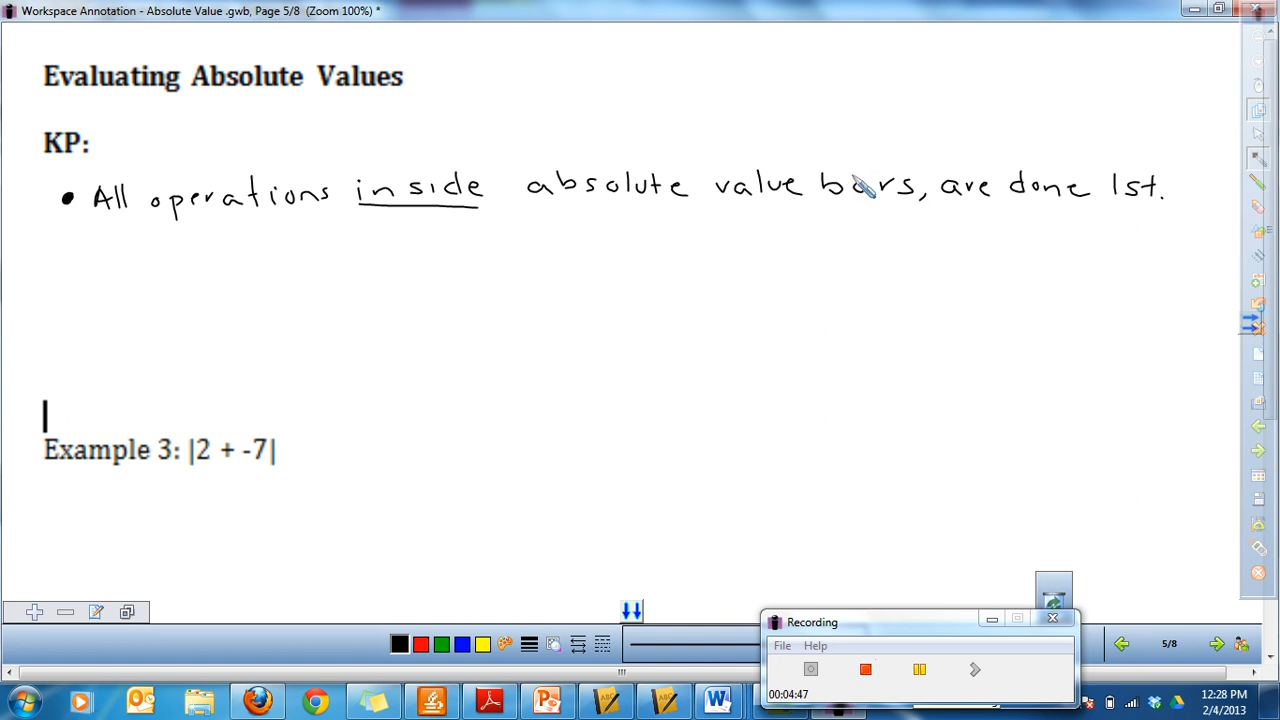 Workspace Annotation - Absolute Value .gwb, Page 5/8 (Zoom 100%) *
Evaluating Absolute Values
KP:
• All operations inside absolute value bars, are done 1st.
Example 3: |2 + -7|
Recording
File Help
00:04:47
5/8
12:28 PM
2/4/2013